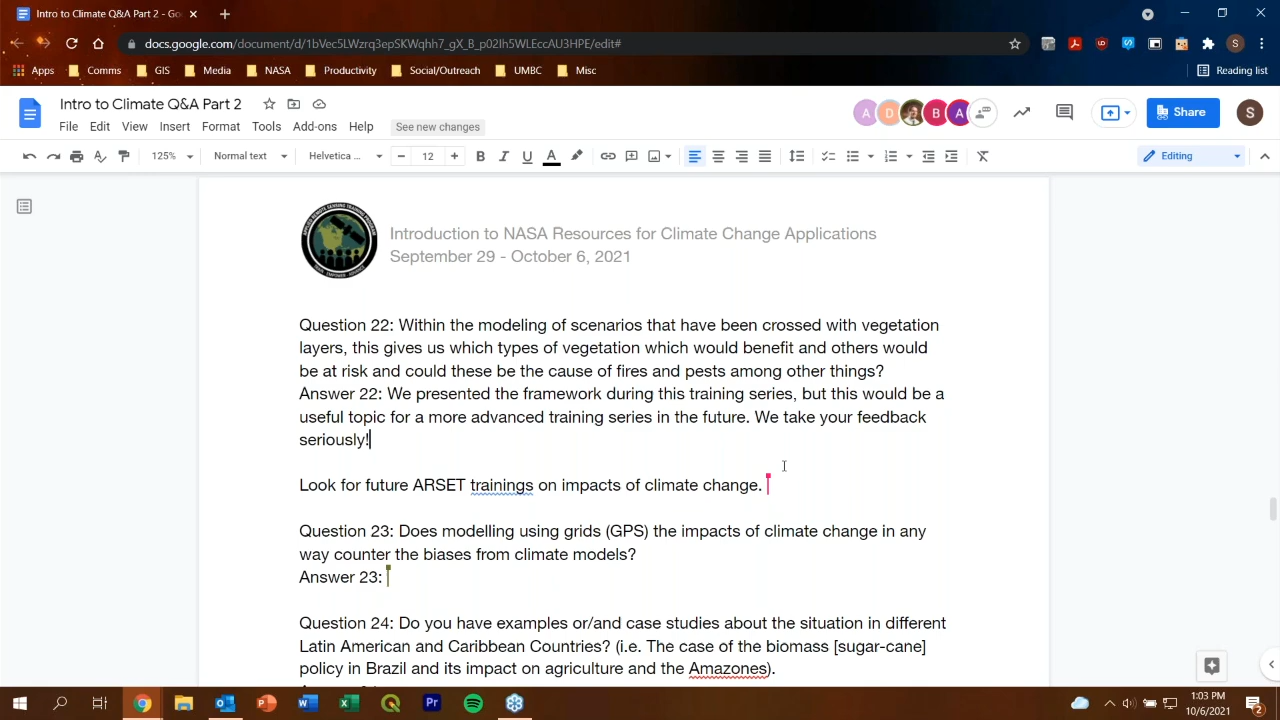 Intro to Climate Q&A Part 2 - Go
docs.google.com/document/d/1bVec5LWzrq3epSKWqhh7_gX_B_p02Ih5WLEccAU3HPE/edit#
Apps Comms GIS Media NASA Productivity Social/Outreach UMBC Misc Reading list
Intro to Climate Q&A Part 2
File Edit View Insert Format Tools Add-ons Help See new changes
A D B A Share S
125% Normal text Helvetica ... 12 B I U A Editing
Introduction to NASA Resources for Climate Change Applications
September 29 - October 6, 2021
Question 22: Within the modeling of scenarios that have been crossed with vegetation
layers, this gives us which types of vegetation which would benefit and others would
be at risk and could these be the cause of fires and pests among other things?
Answer 22: We presented the framework during this training series, but this would be a
useful topic for a more advanced training series in the future. We take your feedback
seriously!
Look for future ARSET trainings on impacts of climate change.
Question 23: Does modelling using grids (GPS) the impacts of climate change in any
way counter the biases from climate models?
Answer 23:
Question 24: Do you have examples or/and case studies about the situation in different
Latin American and Caribbean Countries? (i.e. The case of the biomass [sugar-cane]
policy in Brazil and its impact on agriculture and the Amazones).
1:03 PM
10/6/2021